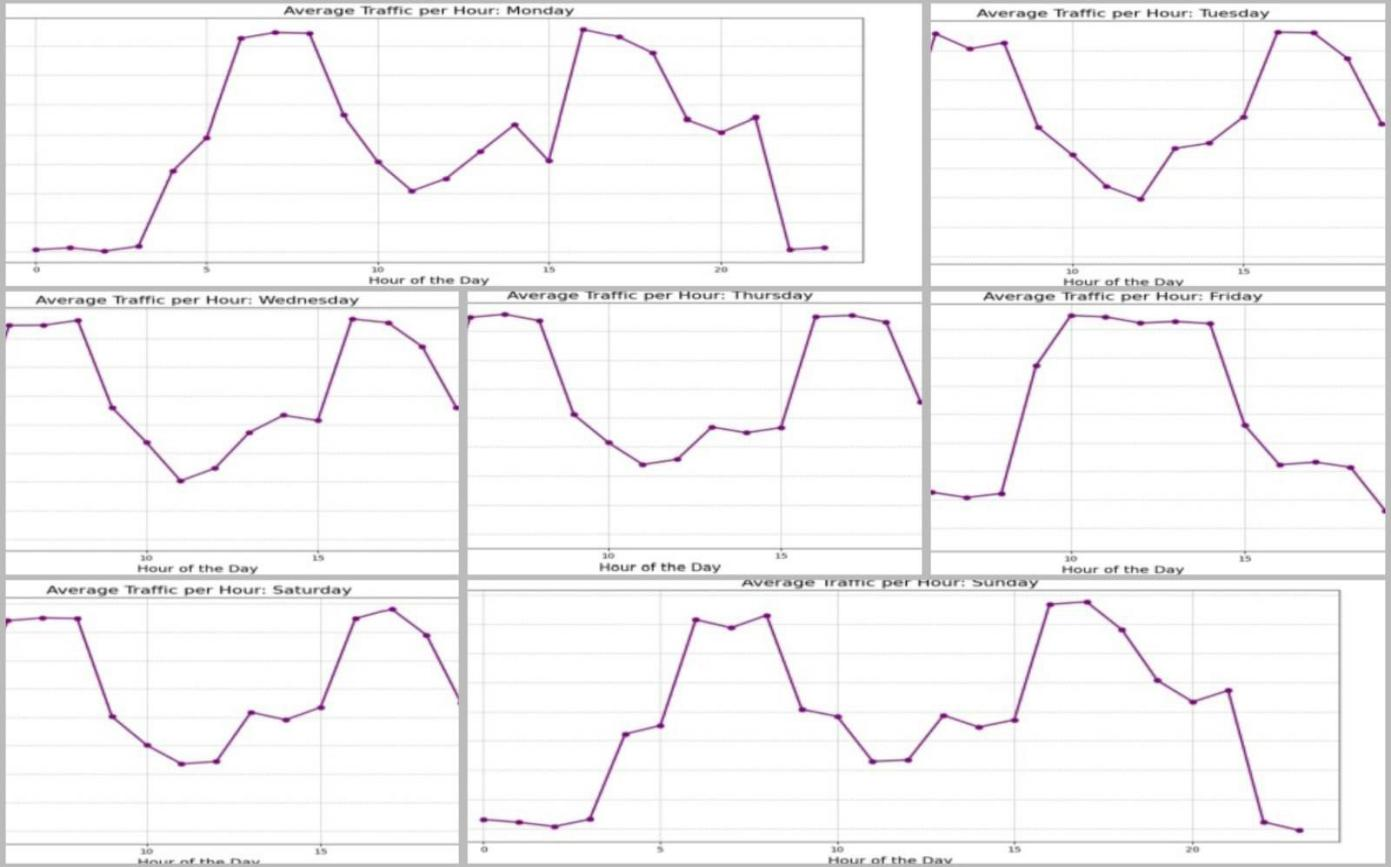 Average Traffic per Hour: Monday
0 5 10 15 20
Hour of the Day
Average Traffic per Hour: Tuesday
10 15
Hour of the Day
Average Traffic per Hour: Wednesday
10 15
Hour of the Day
Average Traffic per Hour: Thursday
10 15
Hour of the Day
Average Traffic per Hour: Friday
10 15
Hour of the Day
Average Traffic per Hour: Saturday
10 15
Hour of the Day
Average Traffic per Hour: Sunday
0 5 10 15 20
Hour of the Day